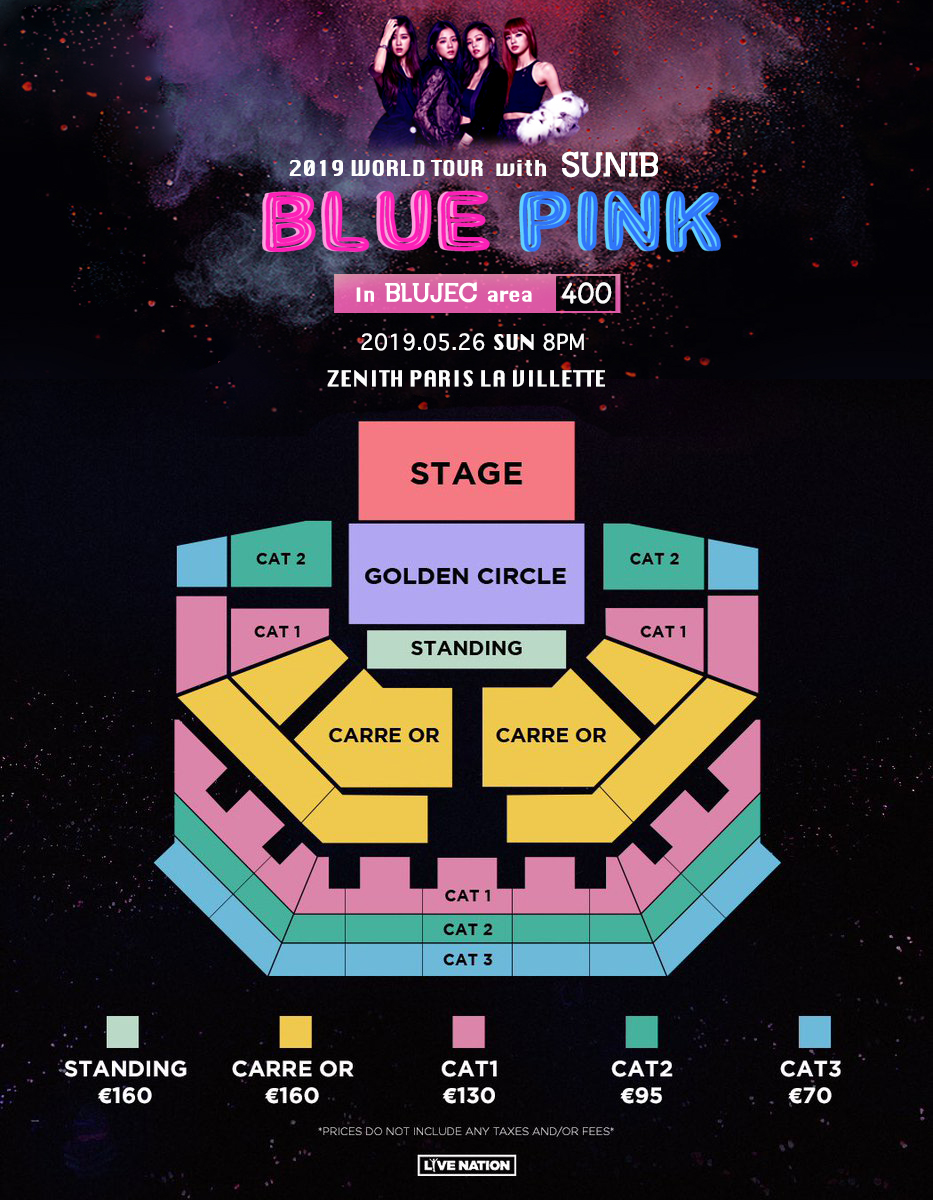 2019 WORLD TOUR with SUNIB
BLUE PINK
In BLUJEC area 400
2019.05.26 SUN 8PM
ZENITH PARIS LA VILLETTE
STAGE
CAT 2
GOLDEN CIRCLE
CAT 2
CAT 1
STANDING
CAT 1
CARRE OR
CARRE OR
CAT 1
CAT 2
CAT 3
STANDING
€160
CARRE OR
€160
CAT1
€130
CAT2
€95
CAT3
€70
*PRICES DO NOT INCLUDE ANY TAXES AND/OR FEES*
LIVE NATION